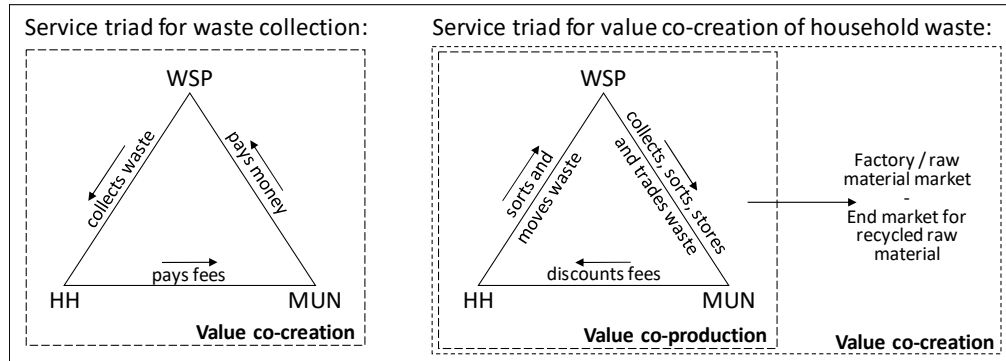 Service triad for waste collection:
WSP
collects waste
pays money
pays fees
HH
MUN
Value co-creation
Service triad for value co-creation of household waste:
WSP
sorts and
moves waste
collects, sorts, stores
and trades waste
discounts fees
HH
MUN
Value co-production
Factory / raw
material market
-
End market for
recycled raw
material
Value co-creation